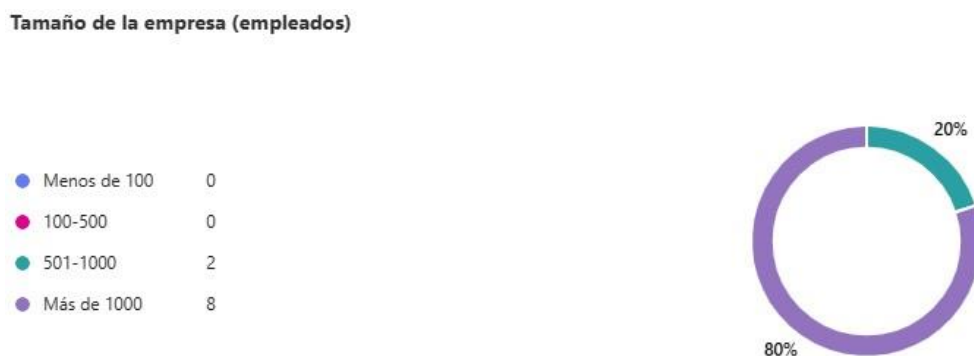 Tamaño de la empresa (empleados)
20%
Menos de 100 0
100-500 0
501-1000 2
Más de 1000 8
80%